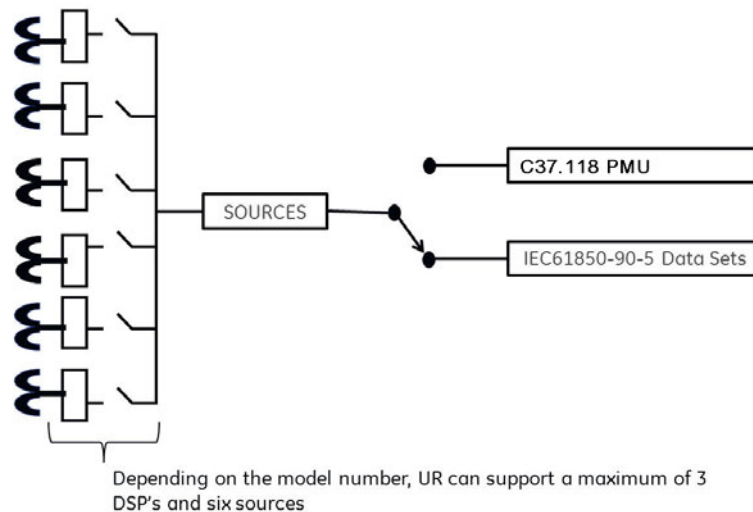 C37.118 PMU
SOURCES
IEC61850-90-5 Data Sets
Depending on the model number, UR can support a maximum of 3
DSP's and six sources